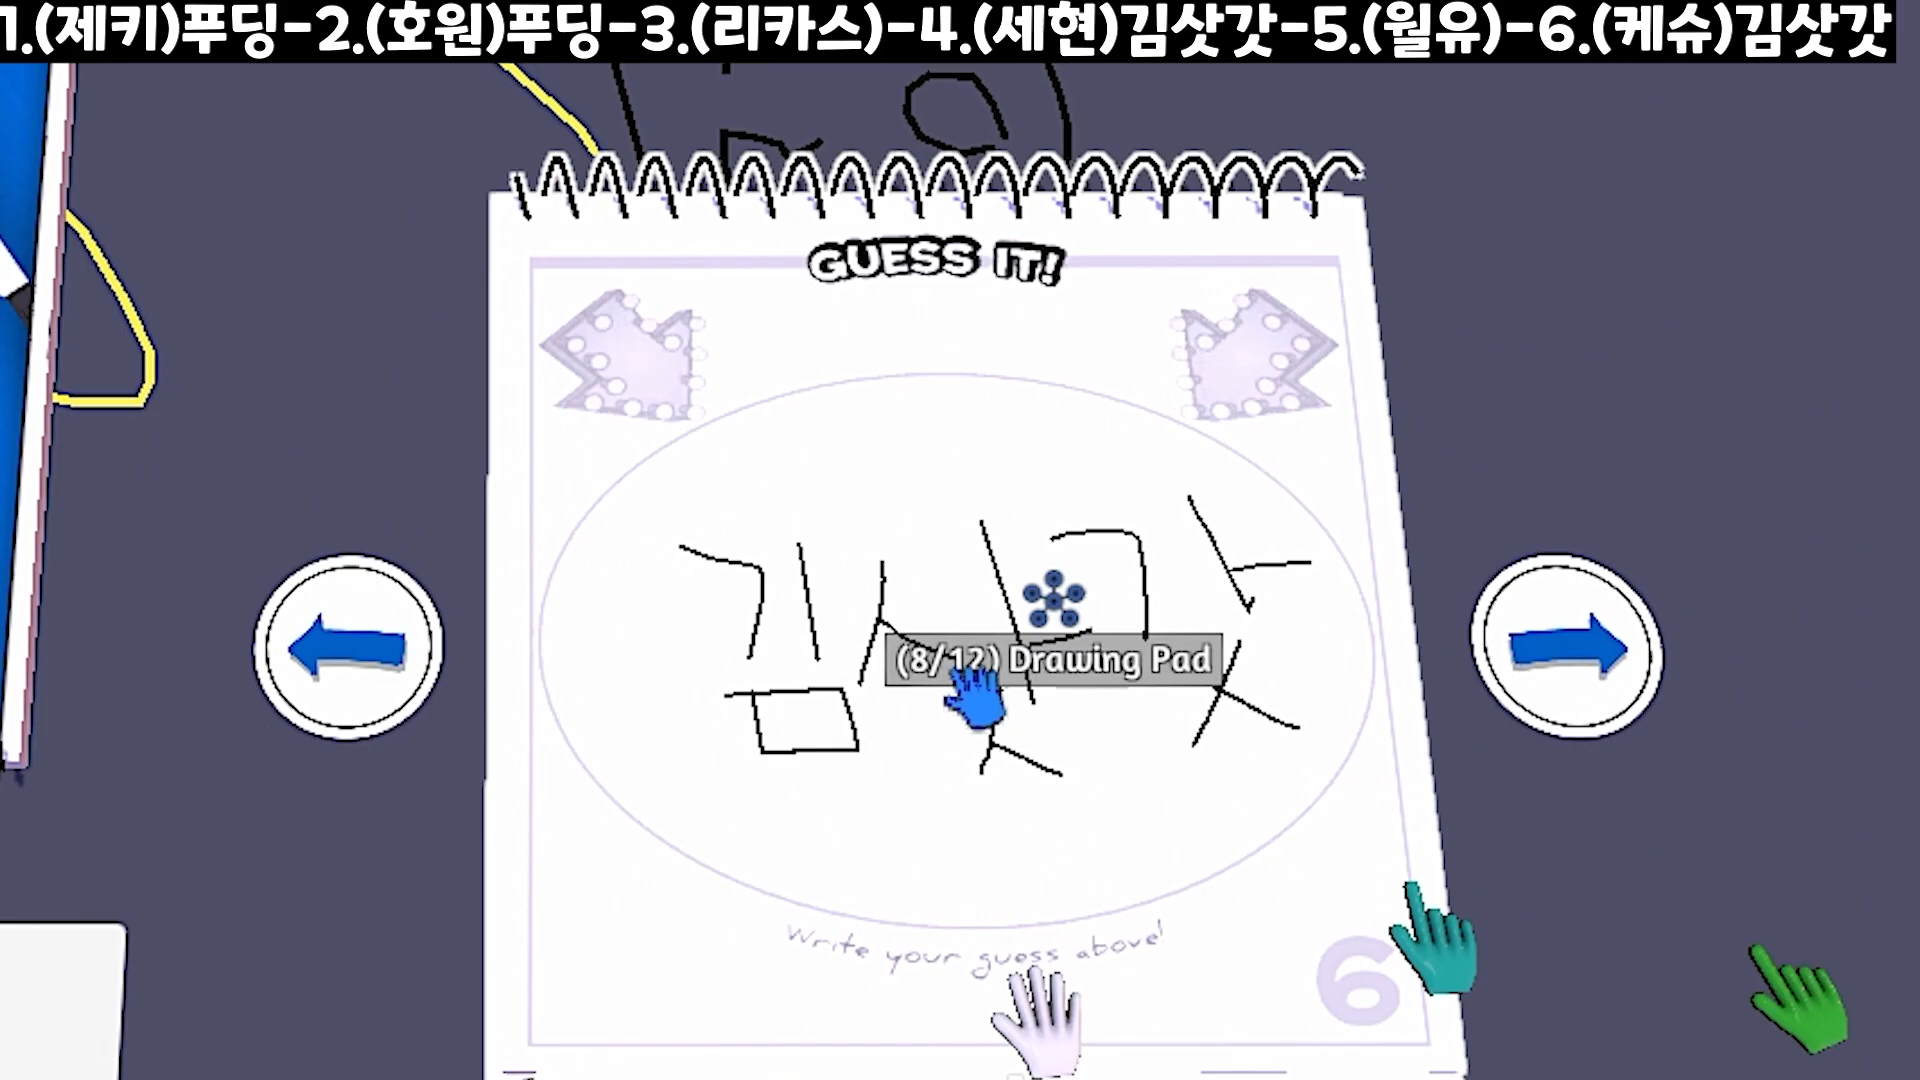 1.(제키)푸딩-2.(호원)푸딩-3.(리카스)-4.(세현)김삿갓-5.(월유)-6.(케슈)김삿갓
GUESS IT!
김삿갓
(8/12) Drawing Pad
Write your guess above!
6